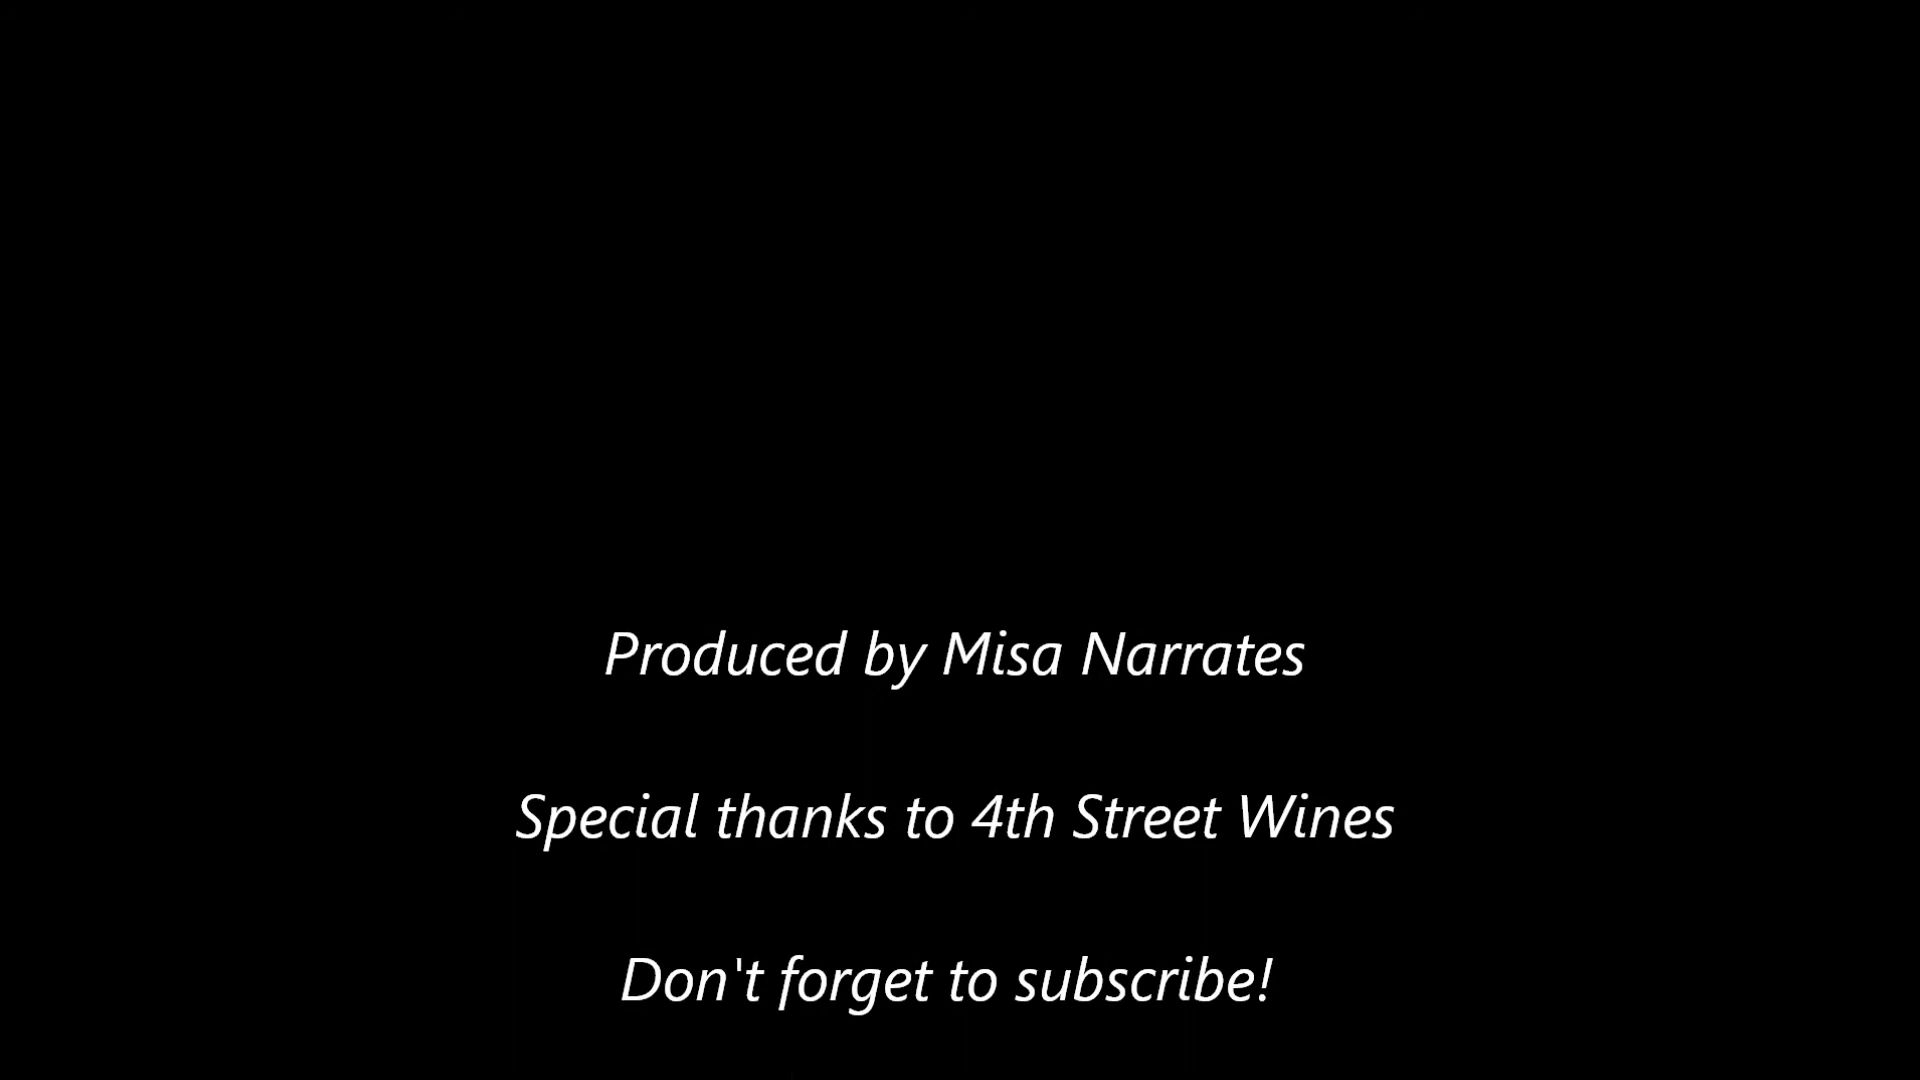 Produced by Misa Narrates
Special thanks to 4th Street Wines
Don't forget to subscribe!